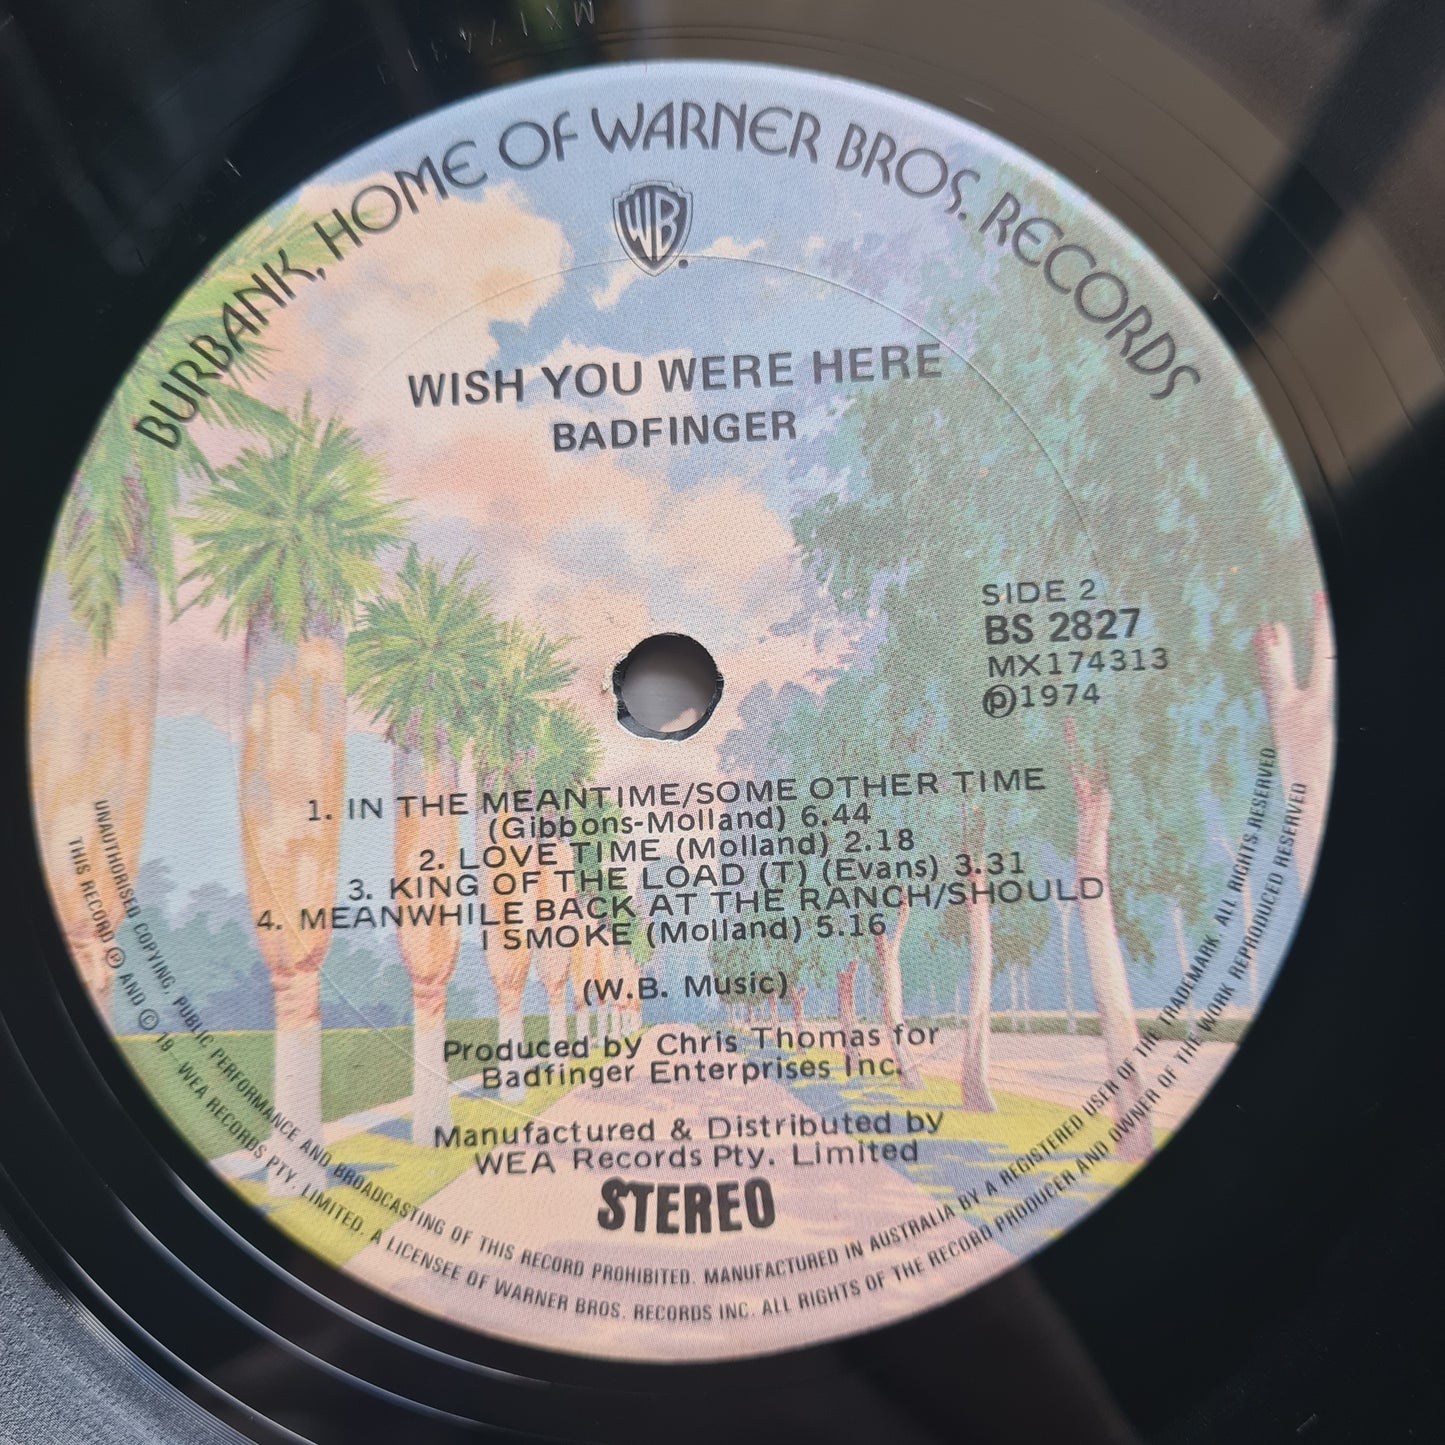 MX1743
BURBANK, HOME OF WARNER BROS. RECORDS
WB
WISH YOU WERE HERE
BADFINGER
SIDE 2
BS 2827
MX174313
Ⓟ1974
1. IN THE MEANTIME/SOME OTHER TIME
(Gibbons-Molland) 6.44
2. LOVE TIME (Molland) 2.18
3. KING OF THE LOAD (T) (Evans) 3.31
4. MEANWHILE BACK AT THE RANCH/SHOULD
I SMOKE (Molland) 5.16
(W.B. Music)
Produced by Chris Thomas for
Badfinger Enterprises Inc.
Manufactured & Distributed by
WEA Records Pty. Limited
STEREO
UNAUTHORISED COPYING, PUBLIC PERFORMANCE AND BROADCASTING OF THIS RECORD PROHIBITED. MANUFACTURED IN AUSTRALIA BY A REGISTERED USER OF THE TRADEMARK. ALL RIGHTS RESERVED
THIS RECORD Ⓟ AND © 19- WEA RECORDS PTY. LIMITED. A LICENSEE OF WARNER BROS. RECORDS INC. ALL RIGHTS OF THE RECORD PRODUCER AND OWNER OF THE WORK REPRODUCED RESERVED